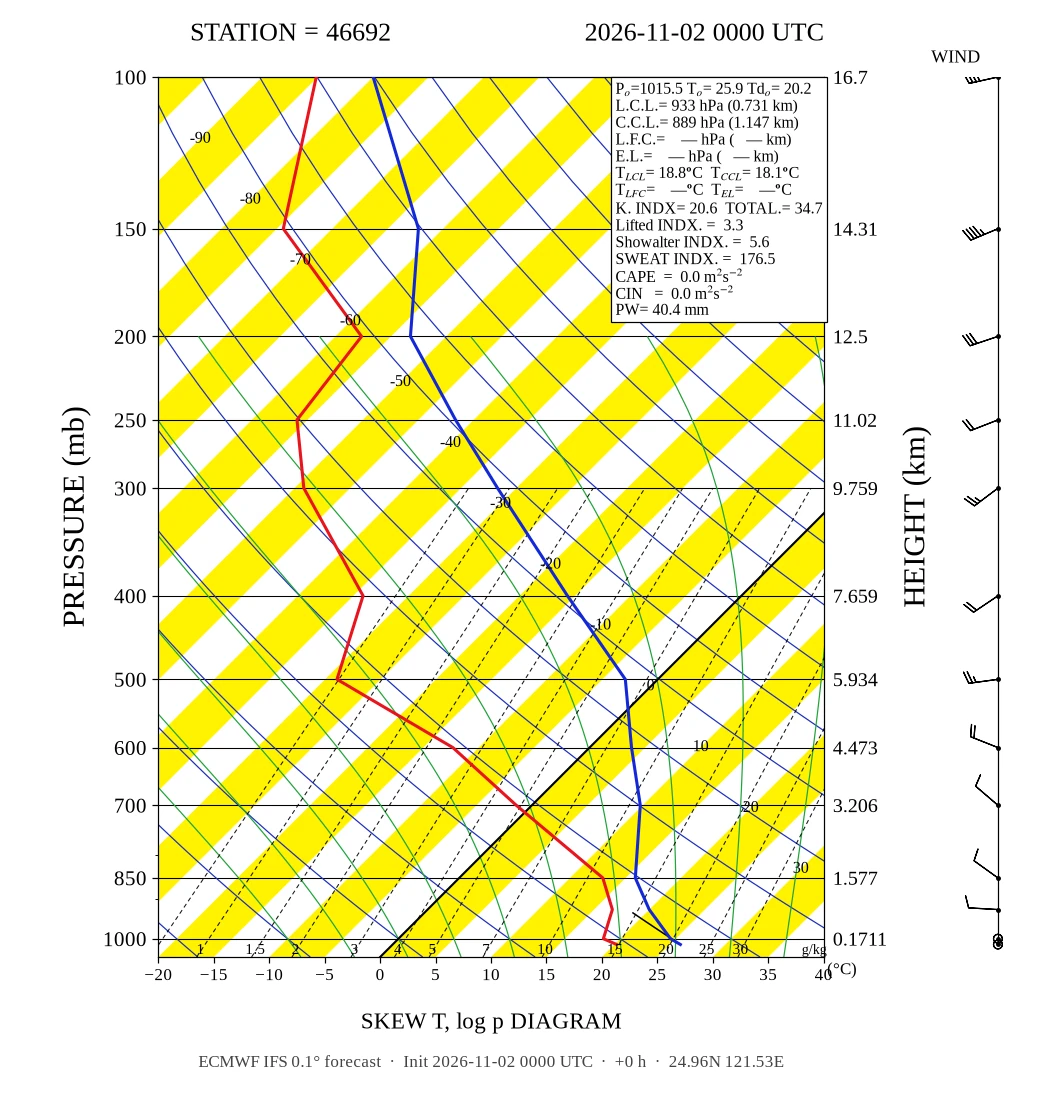 STATION = 46692
2026-11-02 0000 UTC
WIND
P₀=1015.5 T₀= 25.9 Td₀= 20.2
L.C.L.= 933 hPa (0.731 km)
C.C.L.= 889 hPa (1.147 km)
L.F.C.= — hPa ( — km)
E.L.= — hPa ( — km)
T_LCL= 18.8°C T_CCL= 18.1°C
T_LFC= —°C T_EL= —°C
K. INDX= 20.6 TOTAL.= 34.7
Lifted INDX. = 3.3
Showalter INDX. = 5.6
SWEAT INDX. = 176.5
CAPE = 0.0 m²s⁻²
CIN = 0.0 m²s⁻²
PW= 40.4 mm
100
150
200
250
300
400
500
600
700
850
1000
PRESSURE (mb)
-90
-80
-70
-60
-50
-40
-30
-20
-10
0
10
20
30
16.7
14.31
12.5
11.02
9.759
7.659
5.934
4.473
3.206
1.577
0.1711
HEIGHT (km)
1 1.5 2 3 4 5 7 10 15 20 25 30 g/kg
−20 −15 −10 −5 0 5 10 15 20 25 30 35 40 (°C)
SKEW T, log p DIAGRAM
ECMWF IFS 0.1° forecast · Init 2026-11-02 0000 UTC · +0 h · 24.96N 121.53E